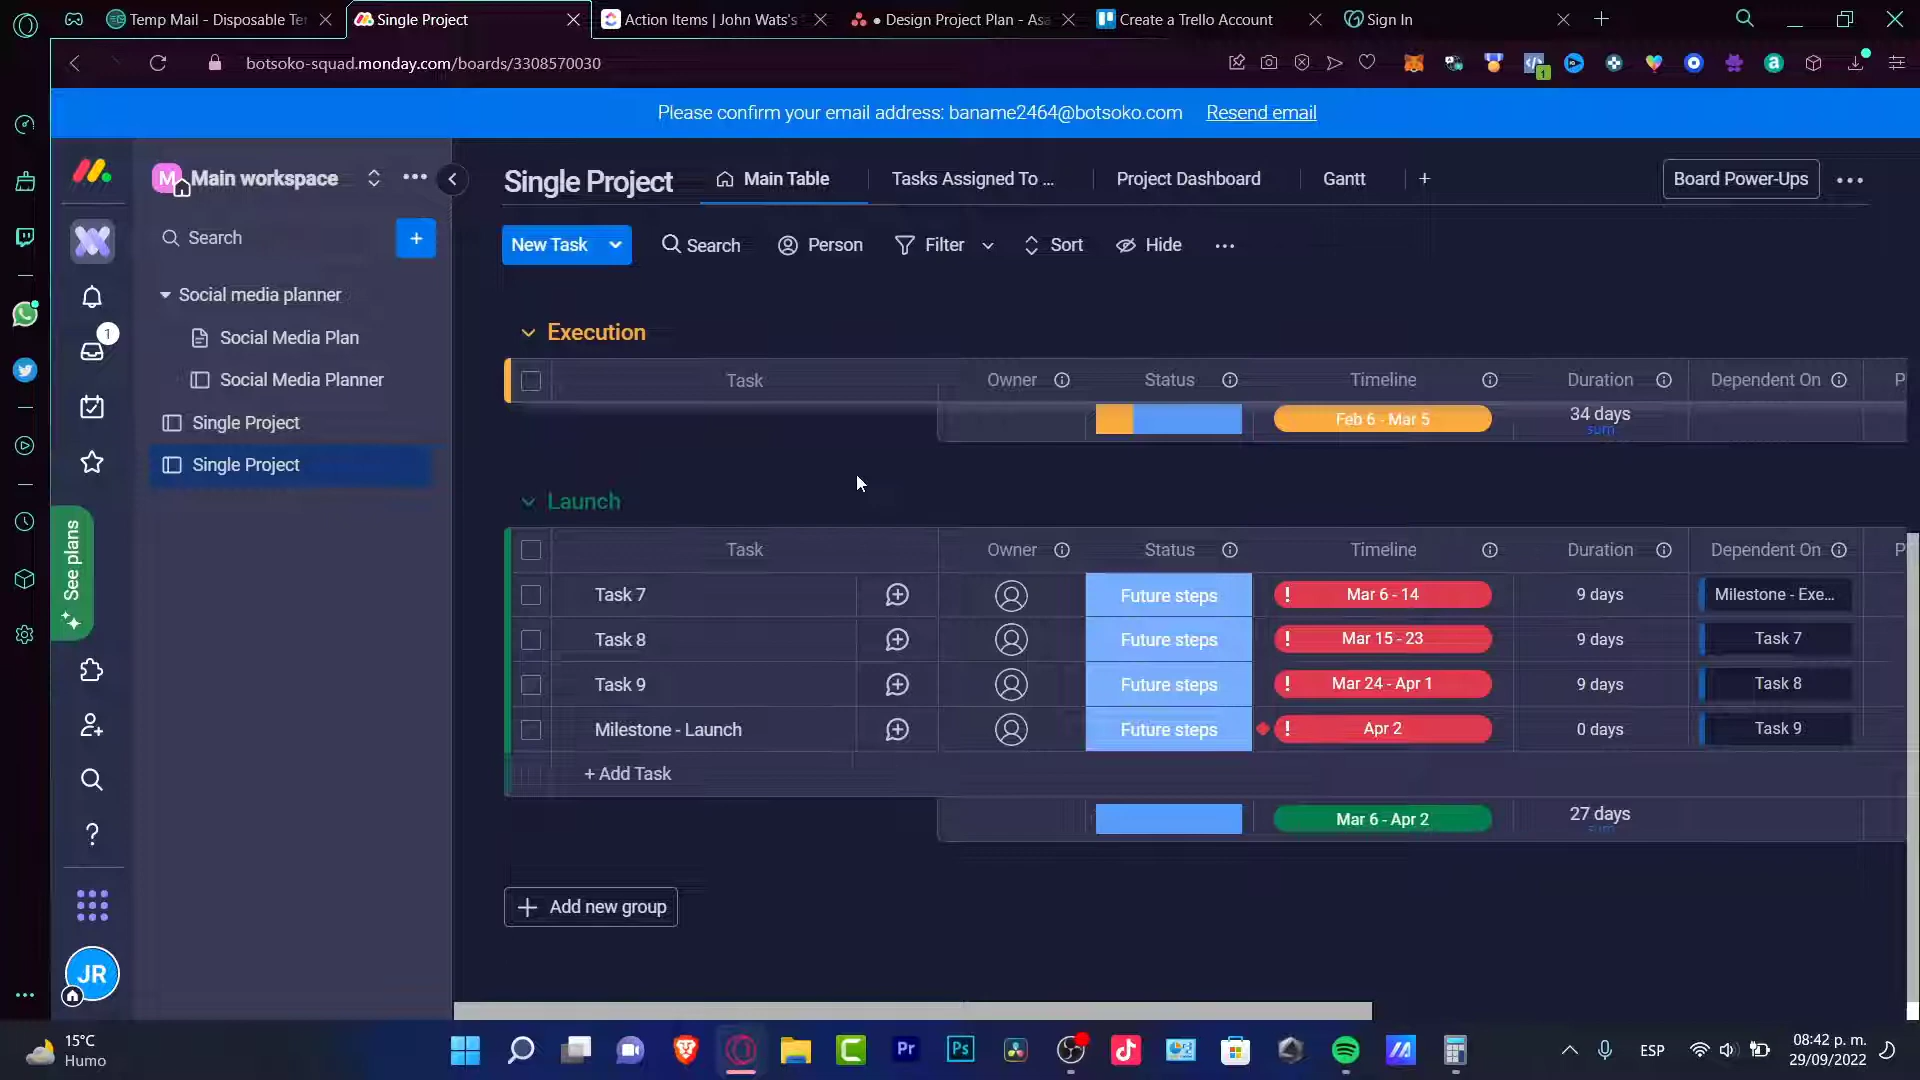 Temp Mail - Disposable Te
Single Project
Action Items | John Wats's
● Design Project Plan - Asa
Create a Trello Account
Sign In
botsoko-squad.monday.com/boards/3308570030
1
Please confirm your email address: baname2464@botsoko.com Resend email
M Main workspace
Single Project
Main Table
Tasks Assigned To ...
Project Dashboard
Gantt
+
Board Power-Ups
Search
+
New Task
Search
Person
Filter
Sort
Hide
Social media planner
1
Social Media Plan
Social Media Planner
Single Project
Single Project
See plans
Execution
Task Owner Status Timeline Duration Dependent On P
Feb 6 - Mar 5 34 days
sum
Launch
Task Owner Status Timeline Duration Dependent On P
Task 7 Future steps ! Mar 6 - 14 9 days Milestone - Exe...
Task 8 Future steps ! Mar 15 - 23 9 days Task 7
Task 9 Future steps ! Mar 24 - Apr 1 9 days Task 8
Milestone - Launch Future steps ! Apr 2 0 days Task 9
+ Add Task
Mar 6 - Apr 2 27 days
sum
+ Add new group
JR
15°C
Humo
Pr
Ps
ESP
08:42 p. m.
29/09/2022